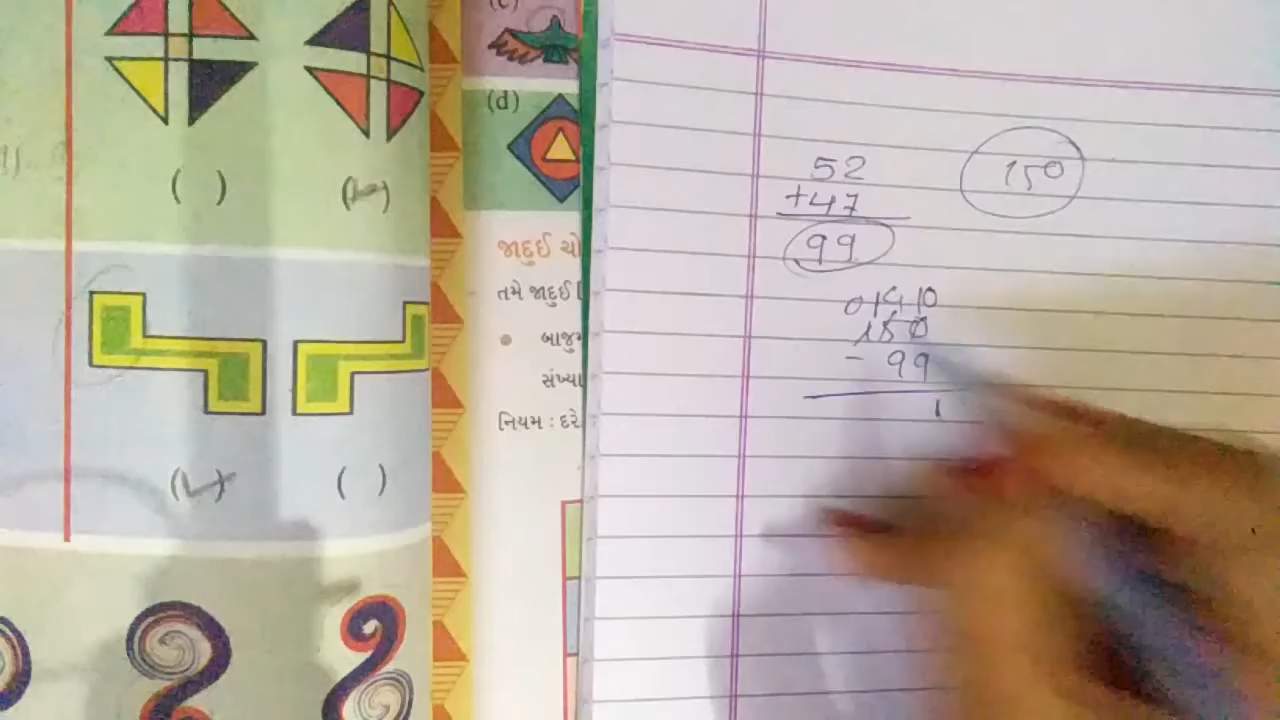 ( ) ( )
( ) ( )
(c)
(d)
જાદુઈ ચો
તમે જાદુઈ
બાજુમ
સંખ્યા
નિયમ : દરે
52
+47
99
150
0 14 10
150
- 99
1